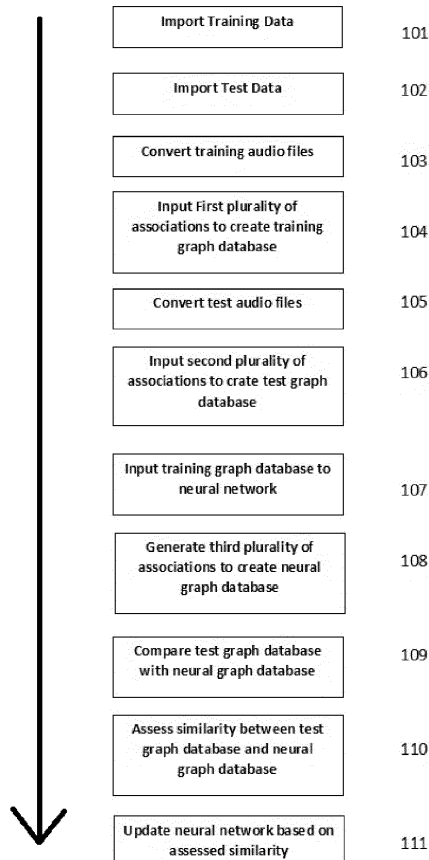 Import Training Data
101
Import Test Data
102
Convert training audio files
103
Input First plurality of
associations to create training
graph database
104
Convert test audio files
105
Input second plurality of
associations to crate test graph
database
106
Input training graph database to
neural network
107
Generate third plurality of
associations to create neural
graph database
108
Compare test graph database
with neural graph database
109
Assess similarity between test
graph database and neural
graph database
110
Update neural network based on
assessed similarity
111